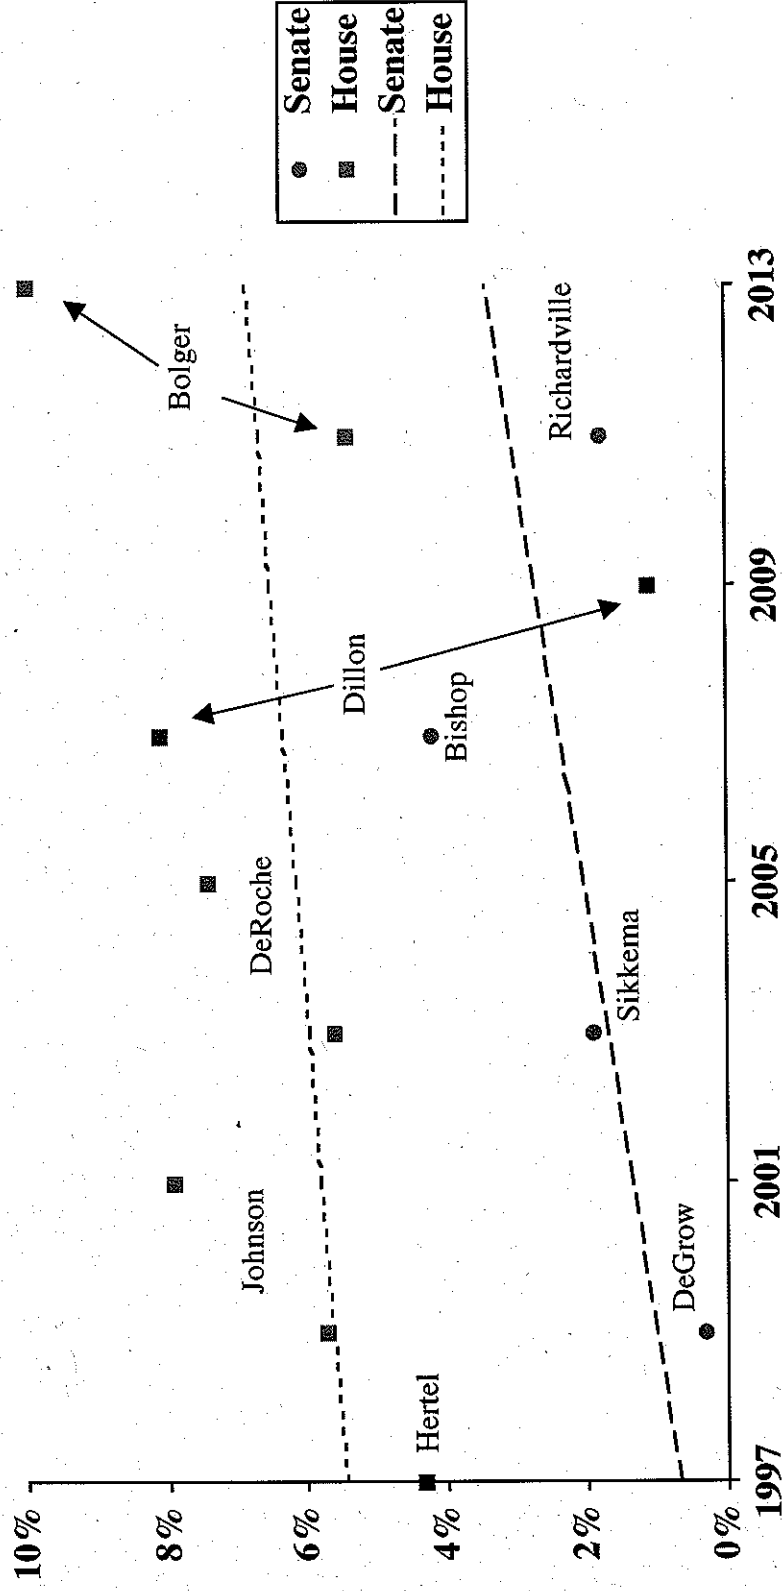 10%
8%
6%
4%
2%
0%
1997
2001
2005
2009
2013
Hertel
Johnson
DeRoche
Dillon
Bolger
DeGrow
Sikkema
Bishop
Richardville
Senate
House
Senate
House